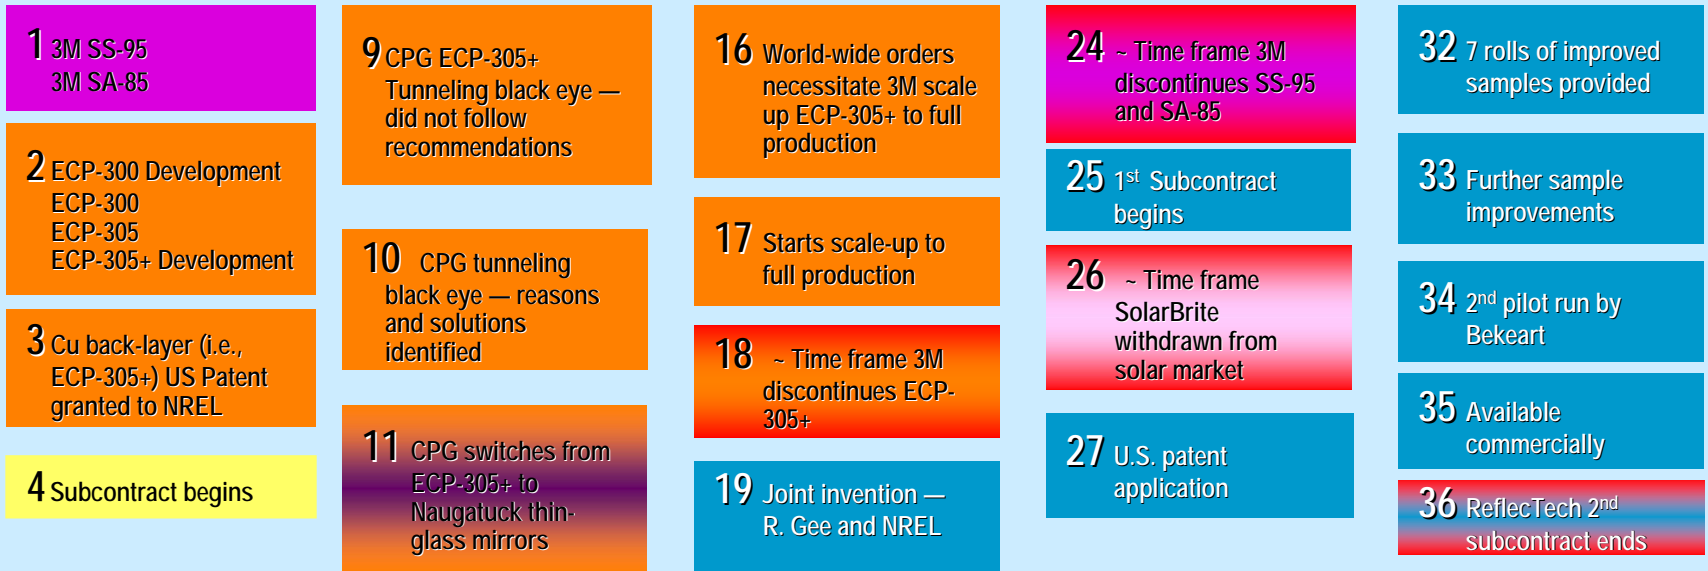 1 3M SS-95
3M SA-85
2 ECP-300 Development
ECP-300
ECP-305
ECP-305+ Development
3 Cu back-layer (i.e.,
ECP-305+) US Patent
granted to NREL
4 Subcontract begins
9 CPG ECP-305+
Tunneling black eye —
did not follow
recommendations
10 CPG tunneling
black eye — reasons
and solutions
identified
11 CPG switches from
ECP-305+ to
Naugatuck thin-
glass mirrors
16 World-wide orders
necessitate 3M scale
up ECP-305+ to full
production
17 Starts scale-up to
full production
18 ~ Time frame 3M
discontinues ECP-
305+
19 Joint invention —
R. Gee and NREL
24 ~ Time frame 3M
discontinues SS-95
and SA-85
25 1st Subcontract
begins
26 ~ Time frame
SolarBrite
withdrawn from
solar market
27 U.S. patent
application
32 7 rolls of improved
samples provided
33 Further sample
improvements
34 2nd pilot run by
Bekeart
35 Available
commercially
36 ReflecTech 2nd
subcontract ends